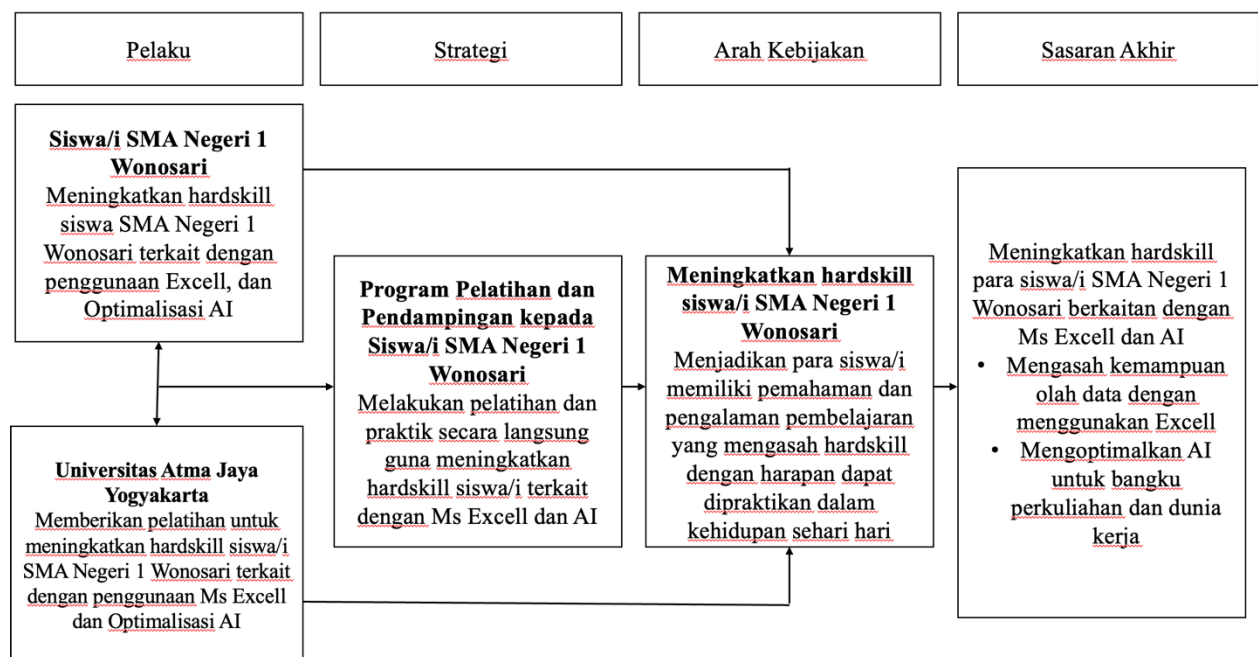 Pelaku
Strategi
Arah Kebijakan
Sasaran Akhir
Siswa/i SMA Negeri 1
Wonosari
Meningkatkan hardskill
siswa SMA Negeri 1
Wonosari terkait dengan
penggunaan Excell, dan
Optimalisasi AI
Universitas Atma Jaya
Yogyakarta
Memberikan pelatihan untuk
meningkatkan hardskill siswa/i
SMA Negeri 1 Wonosari terkait
dengan penggunaan Ms Excell
dan Optimalisasi AI
Program Pelatihan dan
Pendampingan kepada
Siswa/i SMA Negeri 1
Wonosari
Melakukan pelatihan dan
praktik secara langsung
guna meningkatkan
hardskill siswa/i terkait
dengan Ms Excell dan AI
Meningkatkan hardskill
siswa/i SMA Negeri 1
Wonosari
Menjadikan para siswa/i
memiliki pemahaman dan
pengalaman pembelajaran
yang mengasah hardskill
dengan harapan dapat
dipraktikan dalam
kehidupan sehari hari
Meningkatkan hardskill
para siswa/i SMA Negeri 1
Wonosari berkaitan dengan
Ms Excell dan AI
• Mengasah kemampuan
olah data dengan
menggunakan Excell
• Mengoptimalkan AI
untuk bangku
perkuliahan dan dunia
kerja